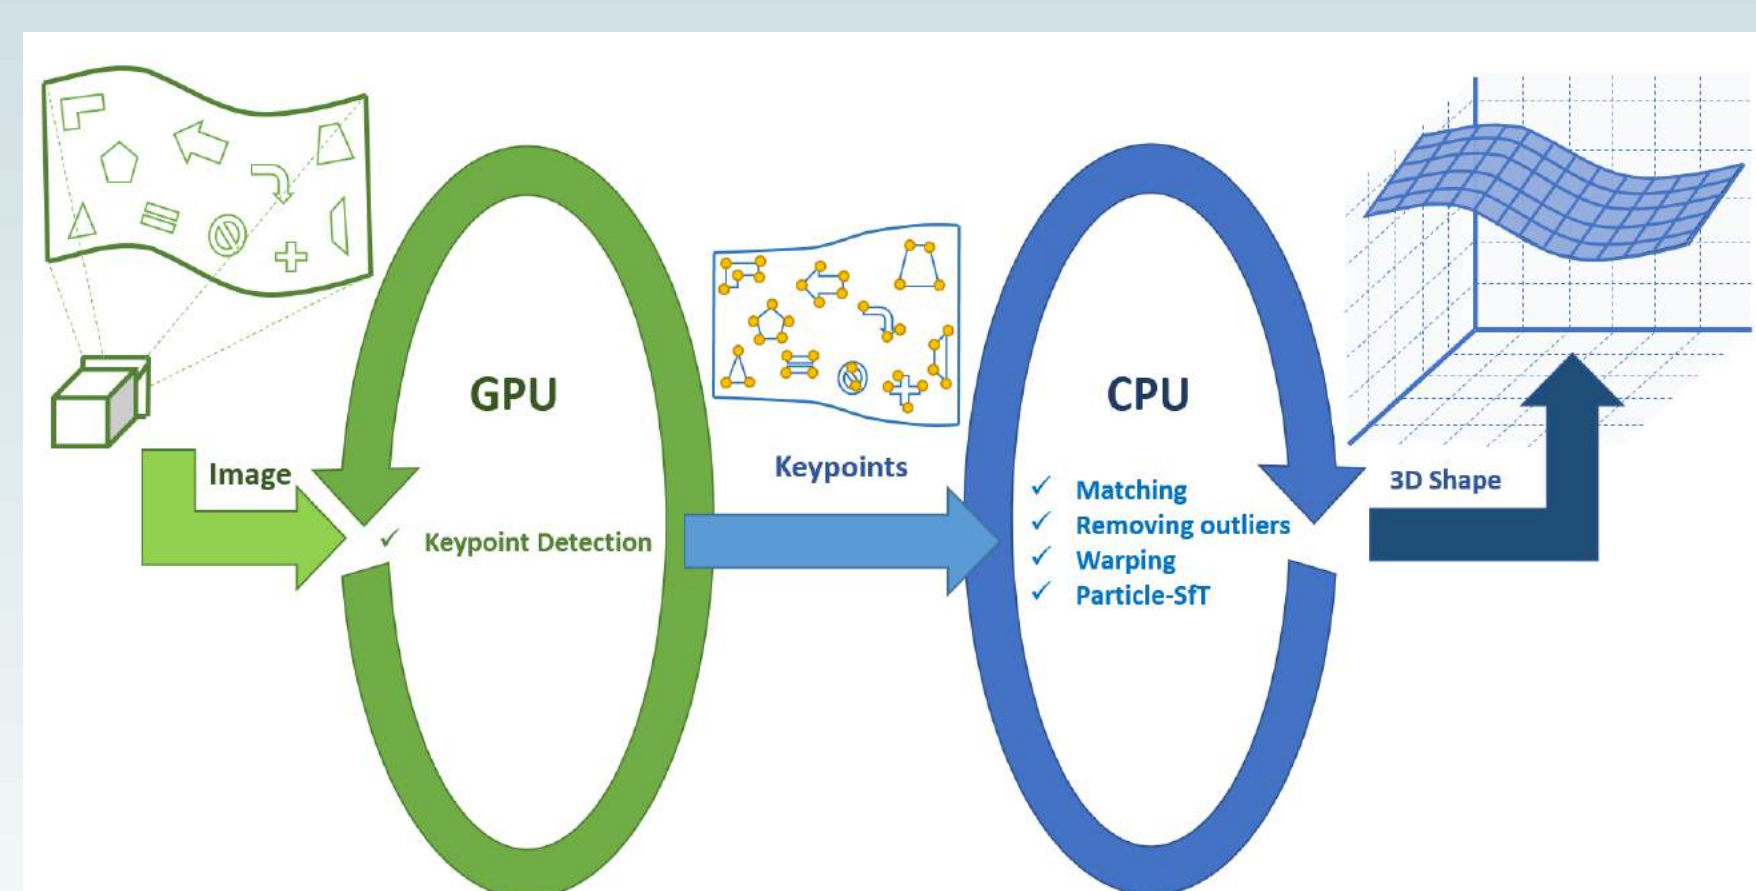 Image
GPU
✓ Keypoint Detection
Keypoints
CPU
✓ Matching
✓ Removing outliers
✓ Warping
✓ Particle-SfT
3D Shape